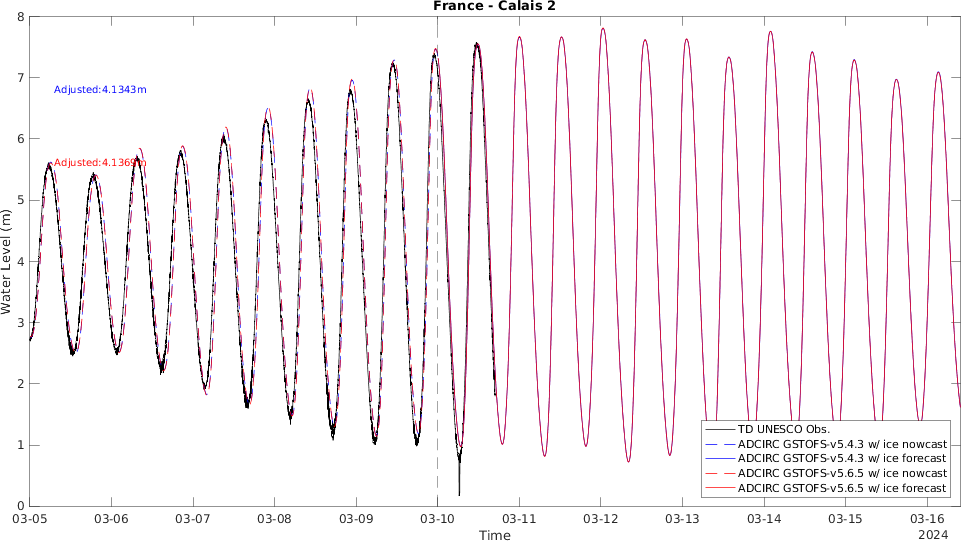 France - Calais 2
8
7
6
5
4
3
2
1
0
Water Level (m)
Adjusted:4.1343m
Adjusted:4.1369m
TD UNESCO Obs.
ADCIRC GSTOFS-v5.4.3 w/ ice nowcast
ADCIRC GSTOFS-v5.4.3 w/ ice forecast
ADCIRC GSTOFS-v5.6.5 w/ ice nowcast
ADCIRC GSTOFS-v5.6.5 w/ ice forecast
03-05 03-06 03-07 03-08 03-09 03-10 03-11 03-12 03-13 03-14 03-15 03-16
Time
2024